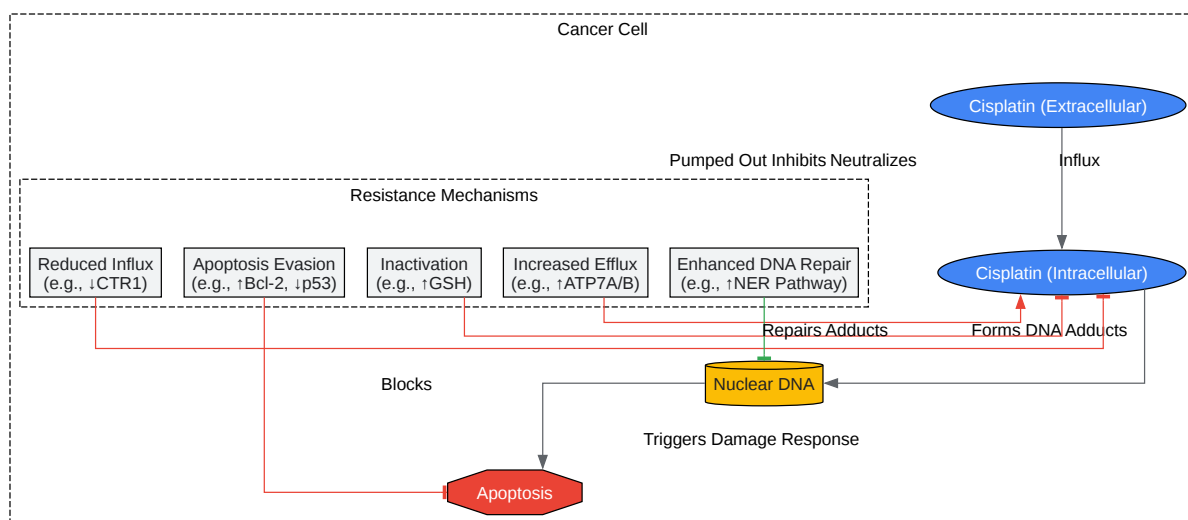 Cancer Cell
Cisplatin (Extracellular)
Pumped Out Inhibits Neutralizes
Influx
Resistance Mechanisms
Reduced Influx
(e.g., ↓CTR1)
Apoptosis Evasion
(e.g., ↑Bcl-2, ↓p53)
Inactivation
(e.g., ↑GSH)
Increased Efflux
(e.g., ↑ATP7A/B)
Enhanced DNA Repair
(e.g., ↑NER Pathway)
Cisplatin (Intracellular)
Repairs Adducts
Forms DNA Adducts
Blocks
Nuclear DNA
Triggers Damage Response
Apoptosis